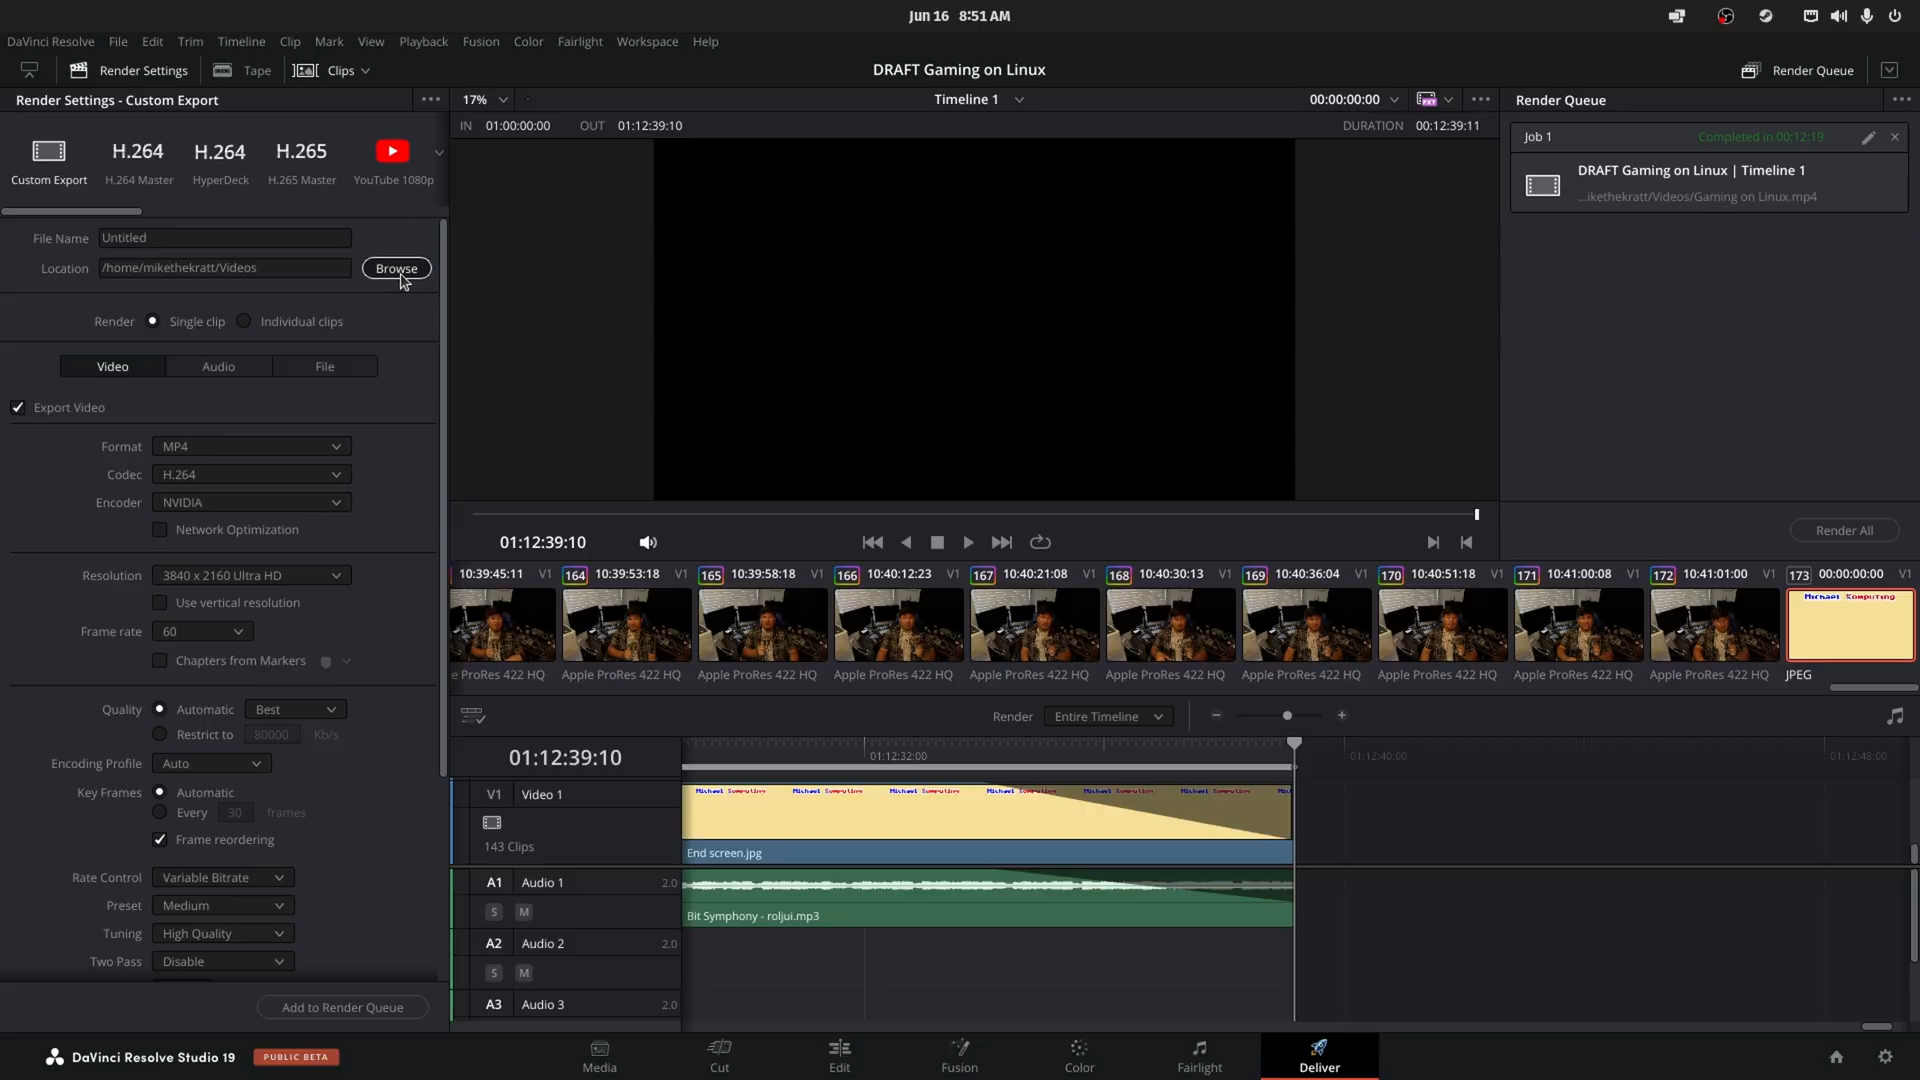 Jun 16 8:51 AM
DaVinci Resolve File Edit Trim Timeline Clip Mark View Playback Fusion Color Fairlight Workspace Help
Render Settings Tape Clips DRAFT Gaming on Linux Render Queue
Render Settings - Custom Export
17% Timeline 1 00:00:00:00
Render Queue
IN 01:00:00:00 OUT 01:12:39:10 DURATION 00:12:39:11
Job 1 Completed in 00:12:19
DRAFT Gaming on Linux | Timeline 1
...ikethekratt/Videos/Gaming on Linux.mp4
H.264 H.264 H.265
Custom Export H.264 Master HyperDeck H.265 Master YouTube 1080p
File Name Untitled
Location /home/mikethekratt/Videos Browse
Render Single clip Individual clips
Video Audio File
Export Video
Format MP4
Codec H.264
Encoder NVIDIA
Network Optimization
Resolution 3840 x 2160 Ultra HD
Use vertical resolution
Frame rate 60
Chapters from Markers
Quality Automatic Best
Restrict to 80000 Kb/s
Encoding Profile Auto
Key Frames Automatic
Every 30 frames
Frame reordering
Rate Control Variable Bitrate
Preset Medium
Tuning High Quality
Two Pass Disable
Add to Render Queue
01:12:39:10
Render All
10:39:45:11 V1 164 10:39:53:18 V1 165 10:39:58:18 V1 166 10:40:12:23 V1 167 10:40:21:08 V1 168 10:40:30:13 V1 169 10:40:36:04 V1 170 10:40:51:18 V1 171 10:41:00:08 V1 172 10:41:01:00 V1 173 00:00:00:00 V1
Michael Komputing
e ProRes 422 HQ Apple ProRes 422 HQ Apple ProRes 422 HQ Apple ProRes 422 HQ Apple ProRes 422 HQ Apple ProRes 422 HQ Apple ProRes 422 HQ Apple ProRes 422 HQ Apple ProRes 422 HQ Apple ProRes 422 HQ JPEG
Render Entire Timeline
01:12:39:10 01:12:32:00 01:12:40:00 01:12:48:00
V1 Video 1
143 Clips
End screen.jpg
A1 Audio 1 2.0
S M
Bit Symphony - roljui.mp3
A2 Audio 2 2.0
S M
A3 Audio 3 2.0
DaVinci Resolve Studio 19 PUBLIC BETA
Media Cut Edit Fusion Color Fairlight Deliver